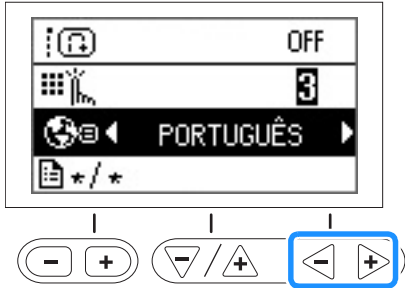 OFF
3
PORTUGUÊS
*/*
- + -/+ - +